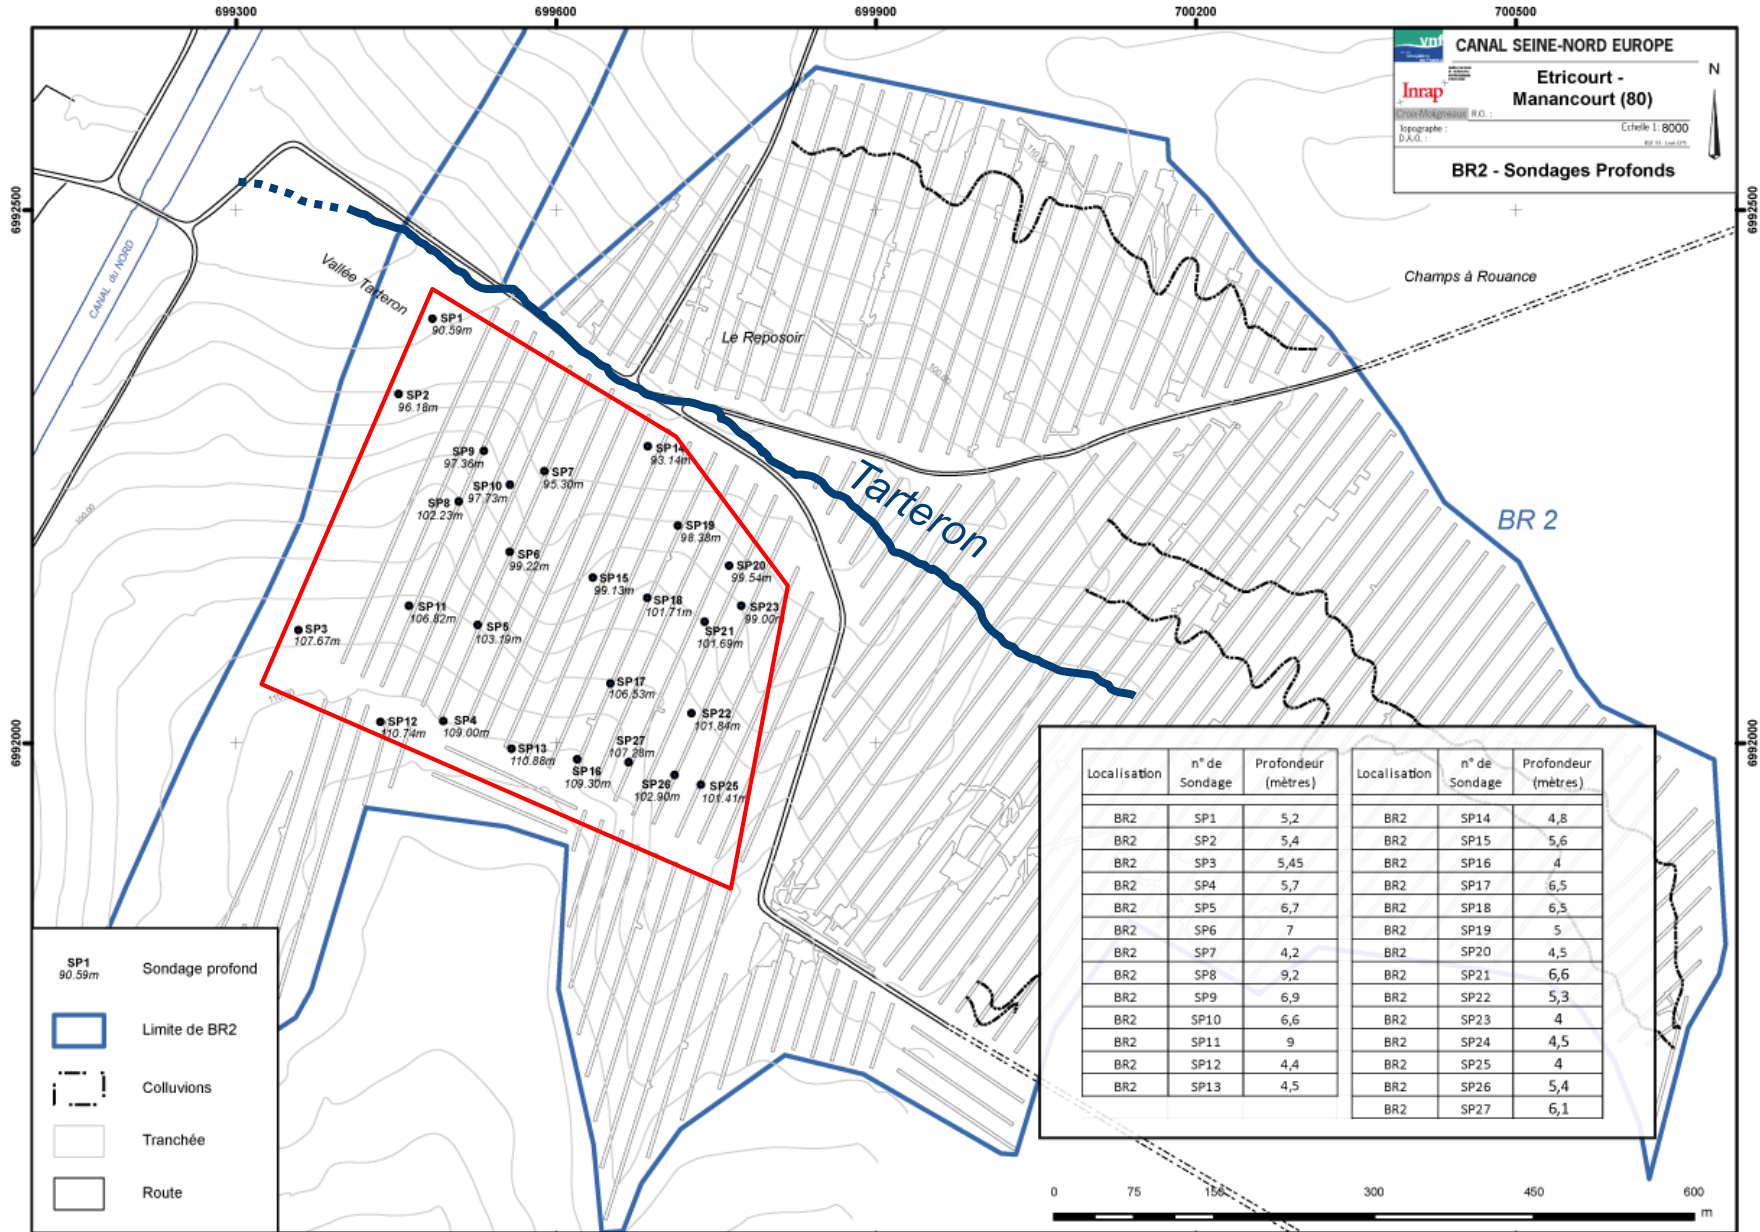 699300
699600
699900
700200
700500
6992500
6992000
6992500
6992000
vnf
CANAL SEINE-NORD EUROPE
Inrap
Etricourt -
Manancourt (80)
N
Croix-Moligneaux R.O. :
Topographe :
D.A.O. :
Echelle 1: 8000
BR2 - Sondages Profonds
CANAL du NORD
Vallée Tarteron
Le Reposoir
Champs à Rouance
Tarteron
BR 2
110.00
100.00
100.00
SP1
90.59m
SP2
96.18m
SP9
97.36m
SP7
95.30m
SP14
93.14m
SP10
97.73m
SP8
102.23m
SP19
98.38m
SP6
99.22m
SP20
99.54m
SP15
99.13m
SP18
101.71m
SP23
99.00m
SP11
106.82m
SP5
103.19m
SP21
101.69m
SP3
107.67m
SP17
106.53m
SP22
101.84m
SP12
110.74m
SP4
109.00m
SP13
110.88m
SP27
107.28m
SP16
109.30m
SP26
102.90m
SP25
101.41m
Localisation n° de Sondage Profondeur (mètres) Localisation n° de Sondage Profondeur (mètres)
BR2 SP1 5,2 BR2 SP14 4,8
BR2 SP2 5,4 BR2 SP15 5,6
BR2 SP3 5,45 BR2 SP16 4
BR2 SP4 5,7 BR2 SP17 6,5
BR2 SP5 6,7 BR2 SP18 6,5
BR2 SP6 7 BR2 SP19 5
BR2 SP7 4,2 BR2 SP20 4,5
BR2 SP8 9,2 BR2 SP21 6,6
BR2 SP9 6,9 BR2 SP22 5,3
BR2 SP10 6,6 BR2 SP23 4
BR2 SP11 9 BR2 SP24 4,5
BR2 SP12 4,4 BR2 SP25 4
BR2 SP13 4,5 BR2 SP26 5,4
BR2 SP27 6,1
SP1
90.59m
Sondage profond
Limite de BR2
Colluvions
Tranchée
Route
0 75 150 300 450 600
m